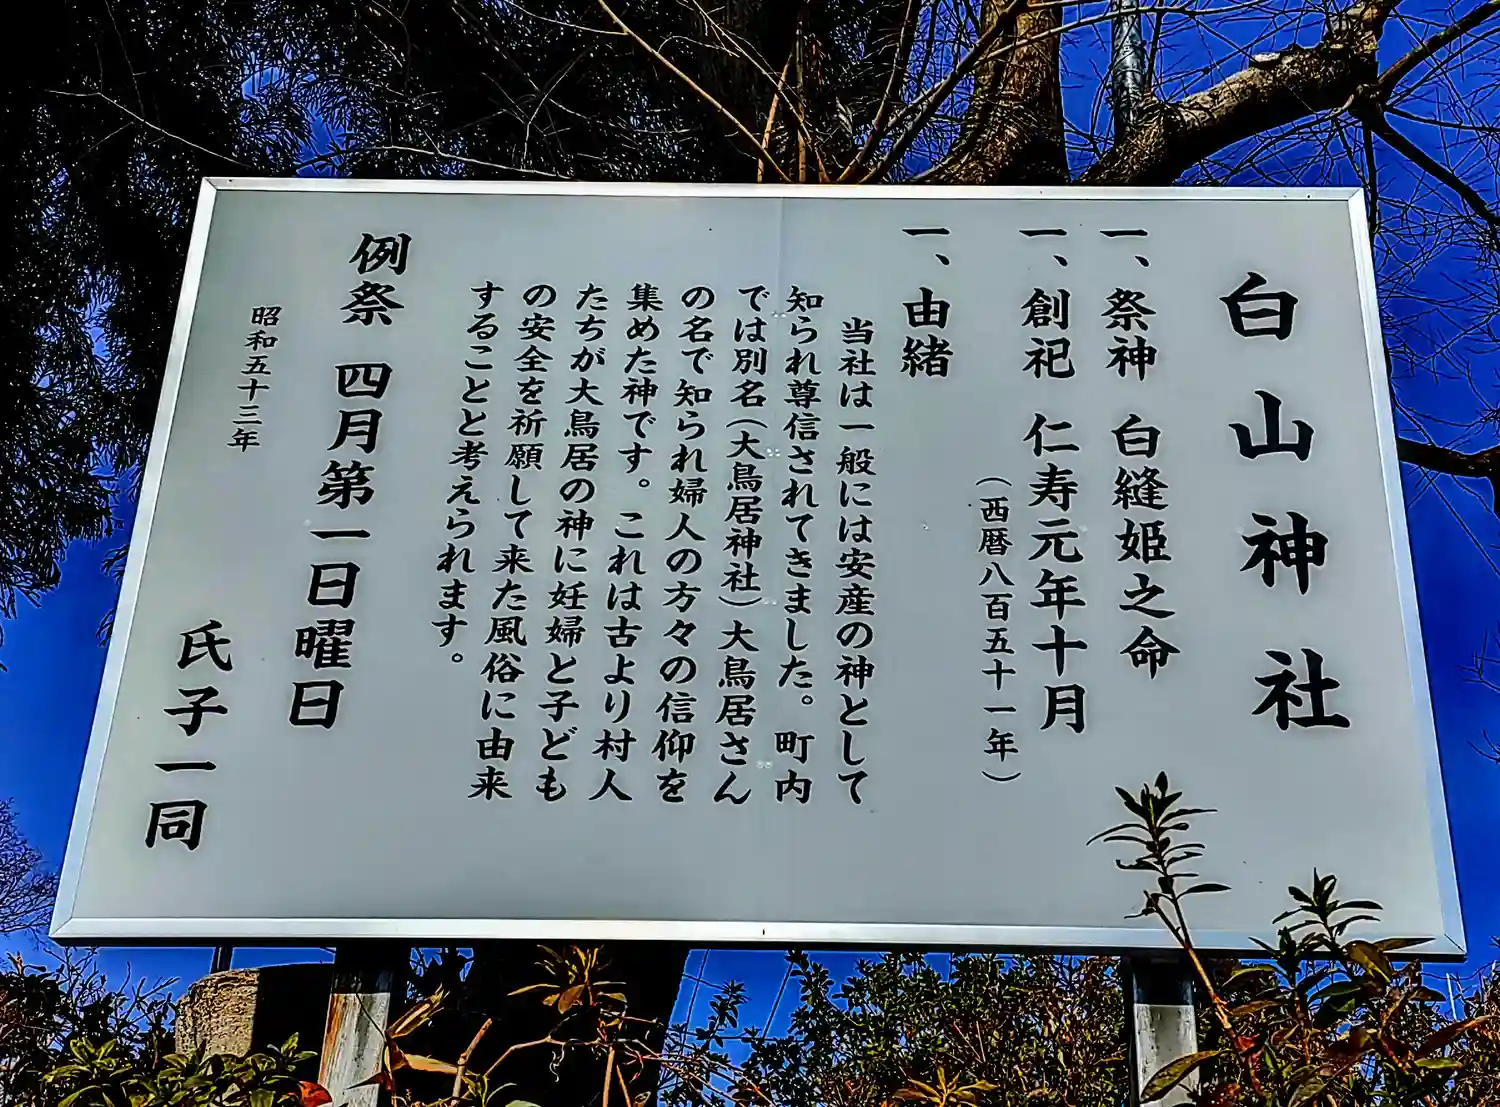 白山神社
一、祭神 白縫姫之命
一、創祀 仁寿元年十月
（西暦八百五十一年）
一、由緒
当社は一般には安産の神として
知られ尊信されてきました。町内
では別名（大鳥居神社）大鳥居さん
の名で知られ婦人の方々の信仰を
集めた神です。これは古より村人
たちが大鳥居の神に妊婦と子ども
の安全を祈願して来た風俗に由来
することと考えられます。
例祭 四月第一日曜日
昭和五十三年
氏子一同